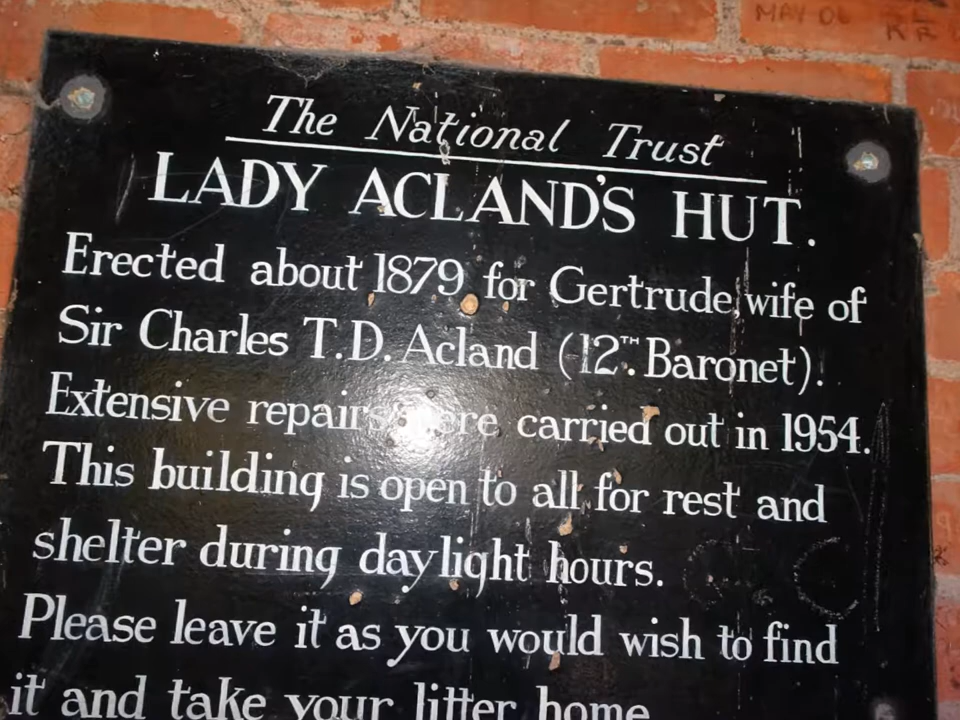 MAY 06
The National Trust
LADY ACLAND'S HUT.
Erected about 1879 for Gertrude, wife of
Sir Charles T.D. Acland (12TH. Baronet).
Extensive repairs were carried out in 1954.
This building is open to all for rest and
shelter during daylight hours.
Please leave it as you would wish to find
it and take your litter home